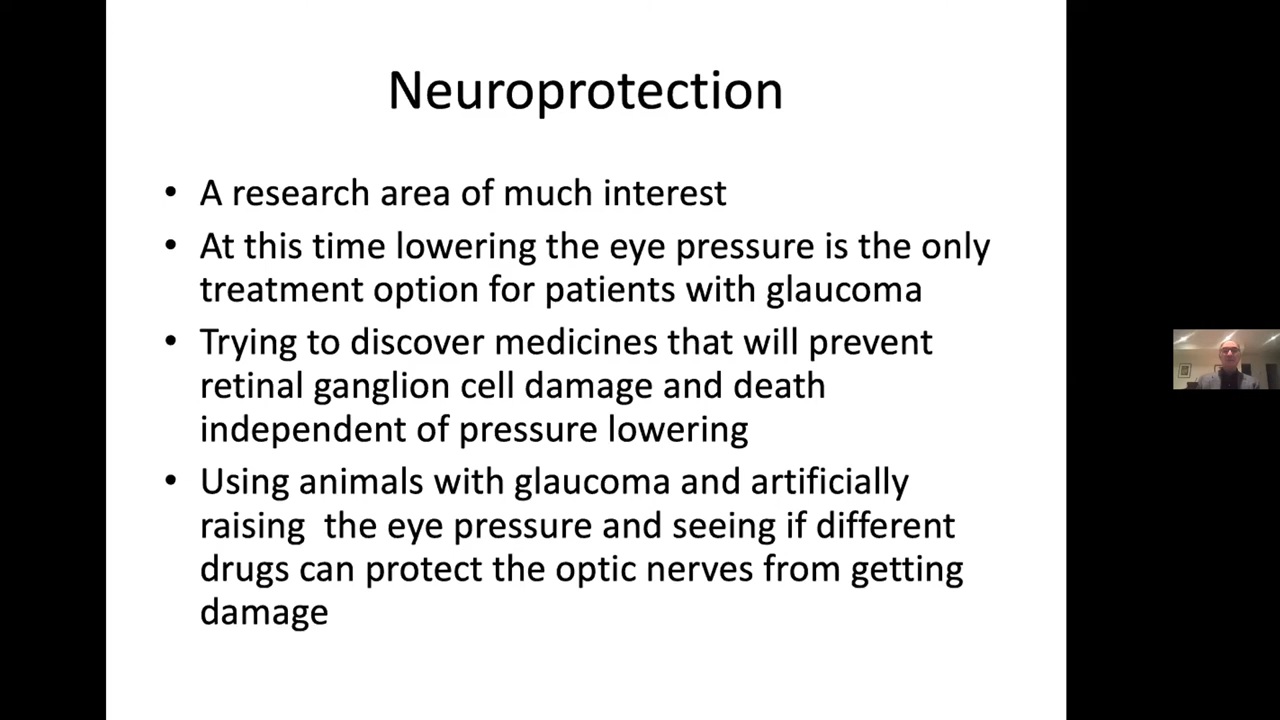 Neuroprotection
• A research area of much interest
• At this time lowering the eye pressure is the only
treatment option for patients with glaucoma
• Trying to discover medicines that will prevent
retinal ganglion cell damage and death
independent of pressure lowering
• Using animals with glaucoma and artificially
raising  the eye pressure and seeing if different
drugs can protect the optic nerves from getting
damage